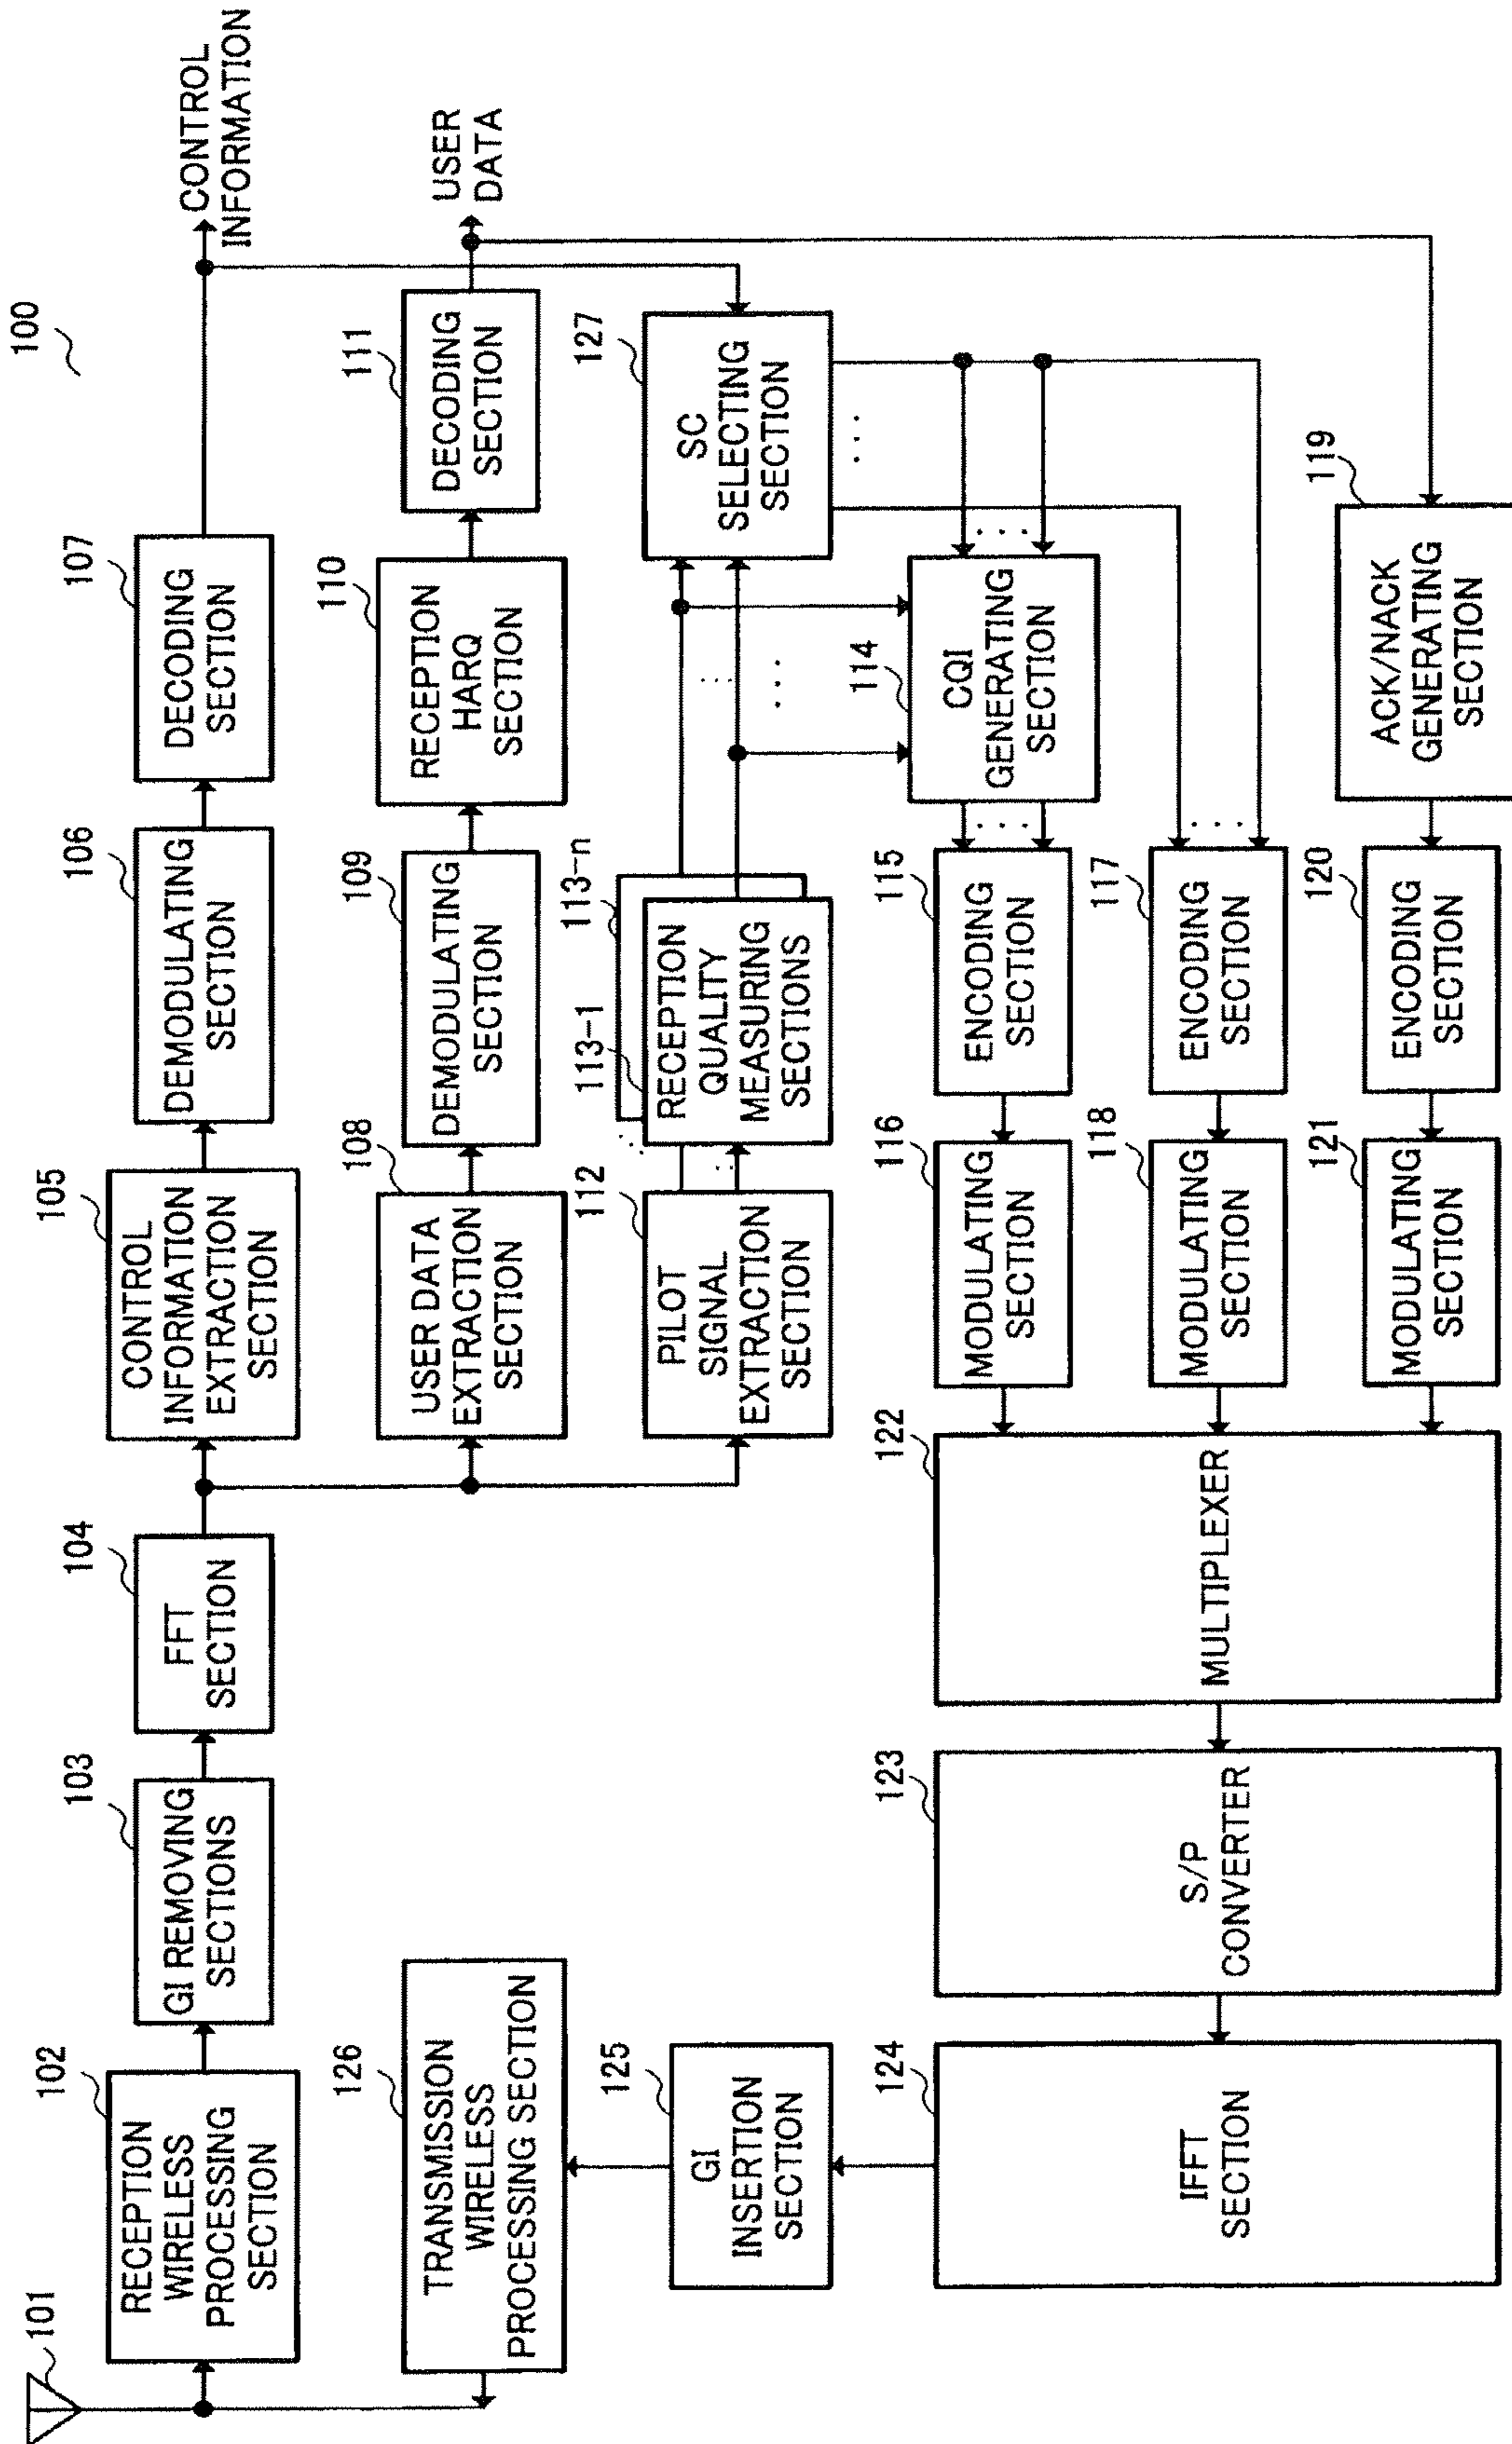 100
101
102
RECEPTION
WIRELESS
PROCESSING
SECTION
103
GI REMOVING
SECTIONS
104
FFT
SECTION
105
CONTROL
INFORMATION
EXTRACTION
SECTION
106
DEMODULATING
SECTION
107
DECODING
SECTION
CONTROL
INFORMATION
108
USER DATA
EXTRACTION
SECTION
109
DEMODULATING
SECTION
110
RECEPTION
HARQ
SECTION
111
DECODING
SECTION
USER
DATA
126
TRANSMISSION
WIRELESS
PROCESSING SECTION
112
PILOT
SIGNAL
EXTRACTION
SECTION
113-1
113-n
RECEPTION
QUALITY
MEASURING
SECTIONS
127
SC
SELECTING
SECTION
125
GI
INSERTION
SECTION
114
CQI
GENERATING
SECTION
124
IFFT
SECTION
123
S/P
CONVERTER
122
MULTIPLEXER
116
MODULATING
SECTION
115
ENCODING
SECTION
118
MODULATING
SECTION
117
ENCODING
SECTION
121
MODULATING
SECTION
120
ENCODING
SECTION
119
ACK/NACK
GENERATING
SECTION